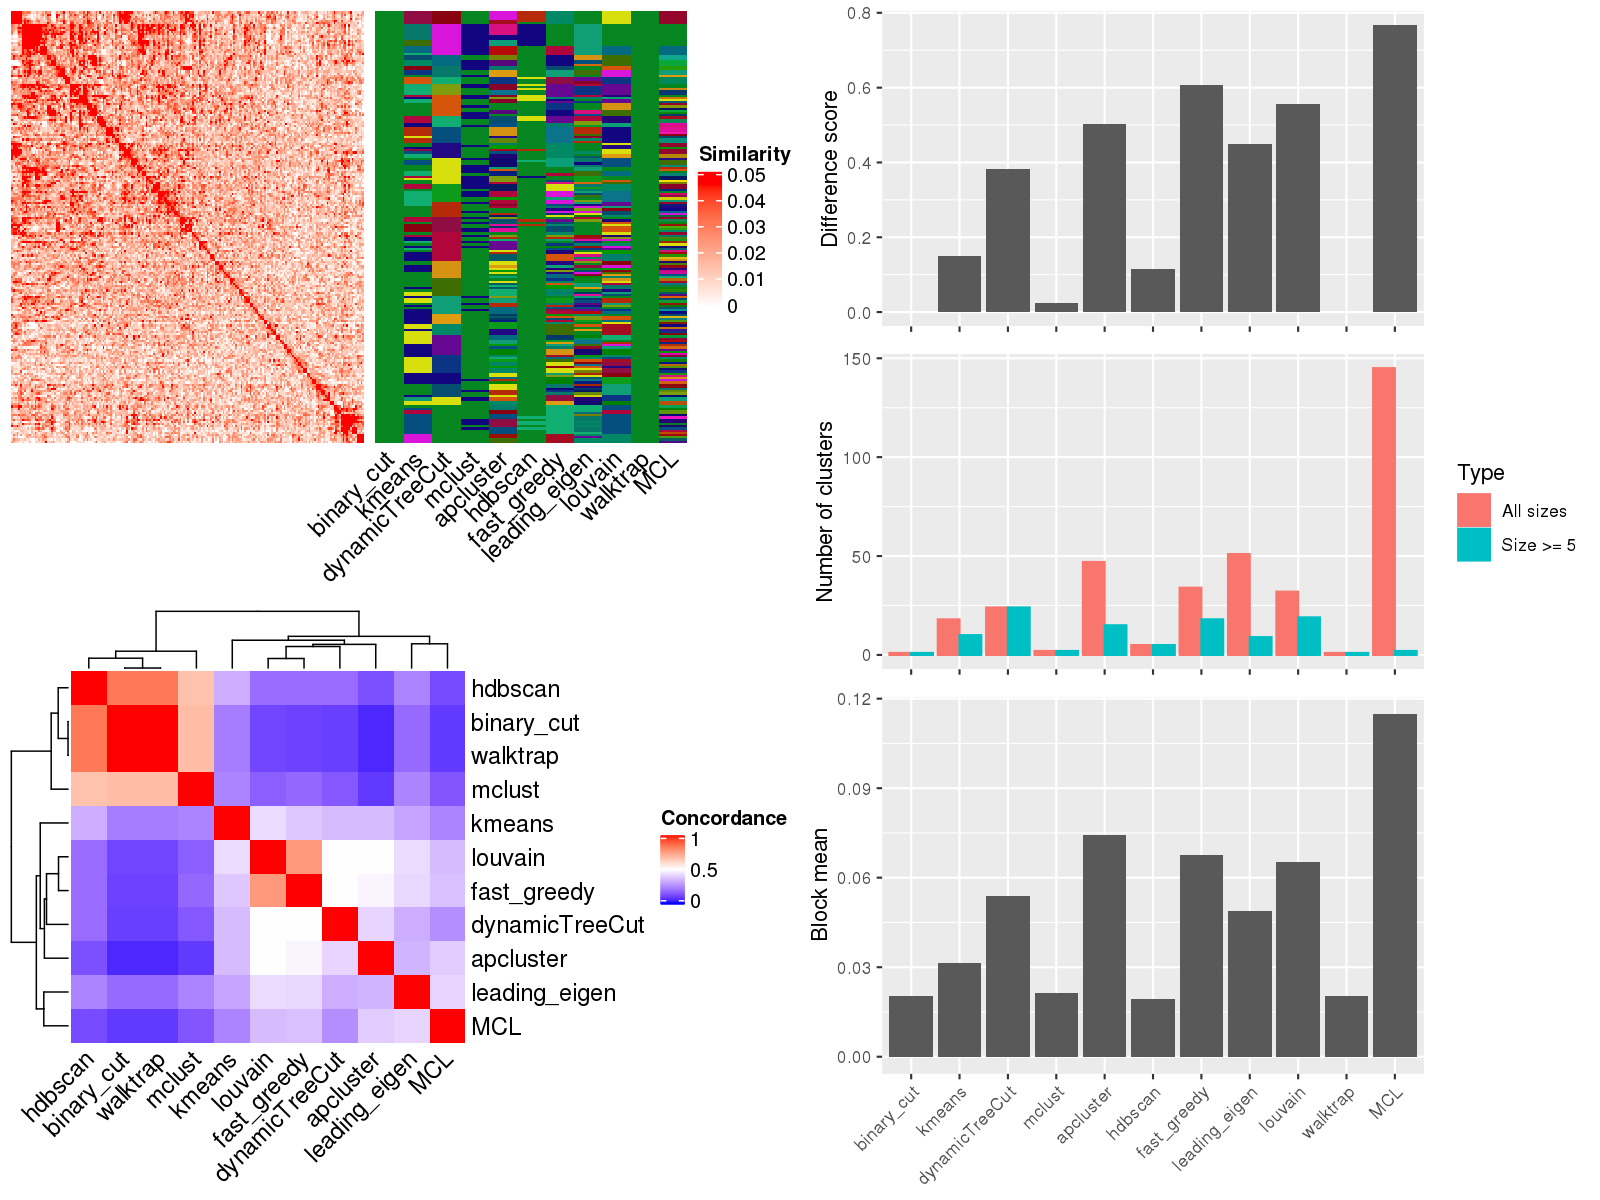 Similarity
0.05
0.04
0.03
0.02
0.01
0
binary_cut
kmeans
dynamicTreeCut
mclust
apcluster
hdbscan
fast_greedy
leading_eigen
louvain
walktrap
MCL
hdbscan
binary_cut
walktrap
mclust
kmeans
louvain
fast_greedy
dynamicTreeCut
apcluster
leading_eigen
MCL
Concordance
1
0.5
0
hdbscan
binary_cut
walktrap
mclust
kmeans
louvain
fast_greedy
dynamicTreeCut
apcluster
leading_eigen
MCL
Difference score
0.8
0.6
0.4
0.2
0.0
Number of clusters
150
100
50
0
Type
All sizes
Size >= 5
Block mean
0.12
0.09
0.06
0.03
0.00
binary_cut
kmeans
dynamicTreeCut
mclust
apcluster
hdbscan
fast_greedy
leading_eigen
louvain
walktrap
MCL